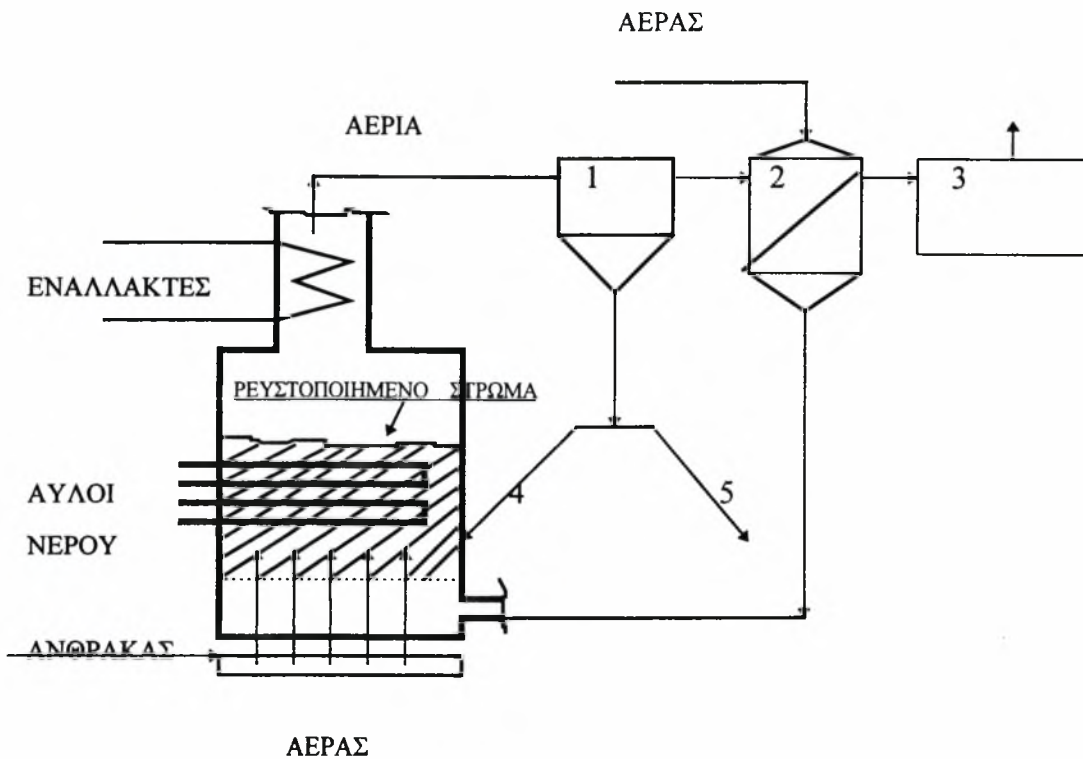 ΑΕΡΑΣ
ΑΕΡΙΑ
1
2
3
ΕΝΑΛΛΑΚΤΕΣ
ΡΕΥΣΤΟΠΟΙΗΜΕΝΟ ΣΤΡΩΜΑ
ΑΥΛΟΙ
ΝΕΡΟΥ
4
5
ΑΝΘΡΑΚΑΣ
ΑΕΡΑΣ